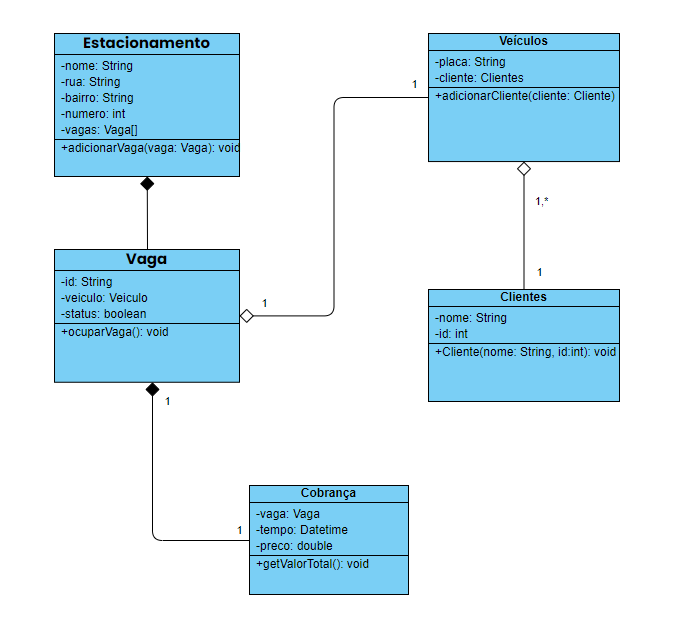 Estacionamento
-nome: String
-rua: String
-bairro: String
-numero: int
-vagas: Vaga[]
+adicionarVaga(vaga: Vaga): void
Veículos
-placa: String
-cliente: Clientes
+adicionarCliente(cliente: Cliente)
1
1,*
1
Vaga
-id: String
-veiculo: Veiculo
-status: boolean
+ocuparVaga(): void
1
1
Clientes
-nome: String
-id: int
+Cliente(nome: String, id:int): void
Cobrança
-vaga: Vaga
-tempo: Datetime
-preco: double
+getValorTotal(): void
1